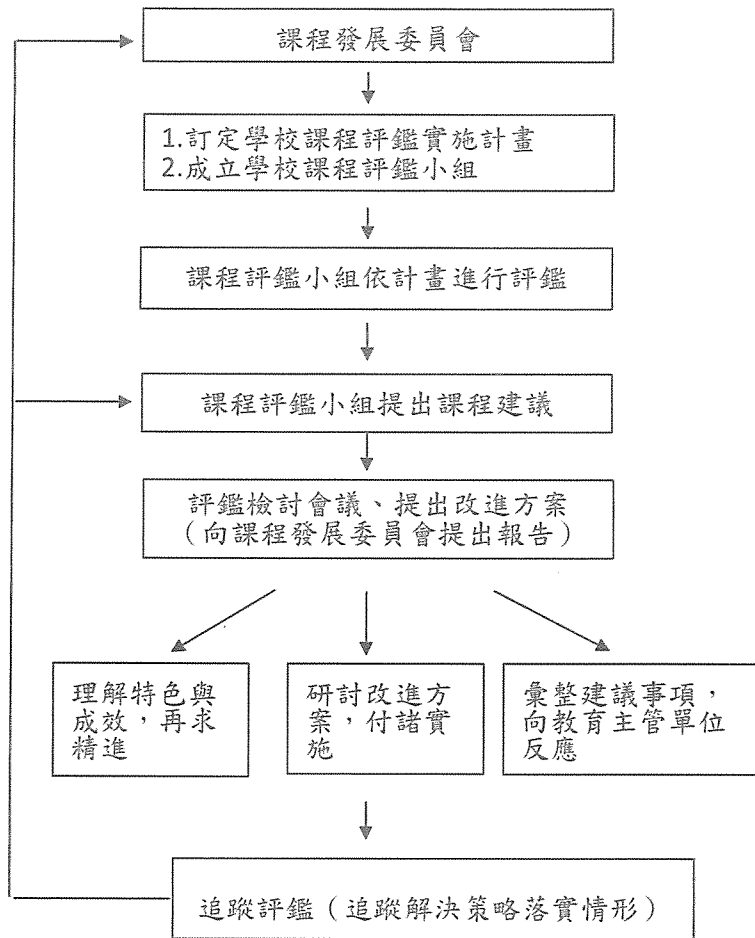 課程發展委員會
1.訂定學校課程評鑑實施計畫
2.成立學校課程評鑑小組
課程評鑑小組依計畫進行評鑑
課程評鑑小組提出課程建議
評鑑檢討會議、提出改進方案
（向課程發展委員會提出報告）
理解特色與
成效，再求
精進
研討改進方
案，付諸實
施
彙整建議事項，
向教育主管單位
反應
追蹤評鑑（追蹤解決策略落實情形）